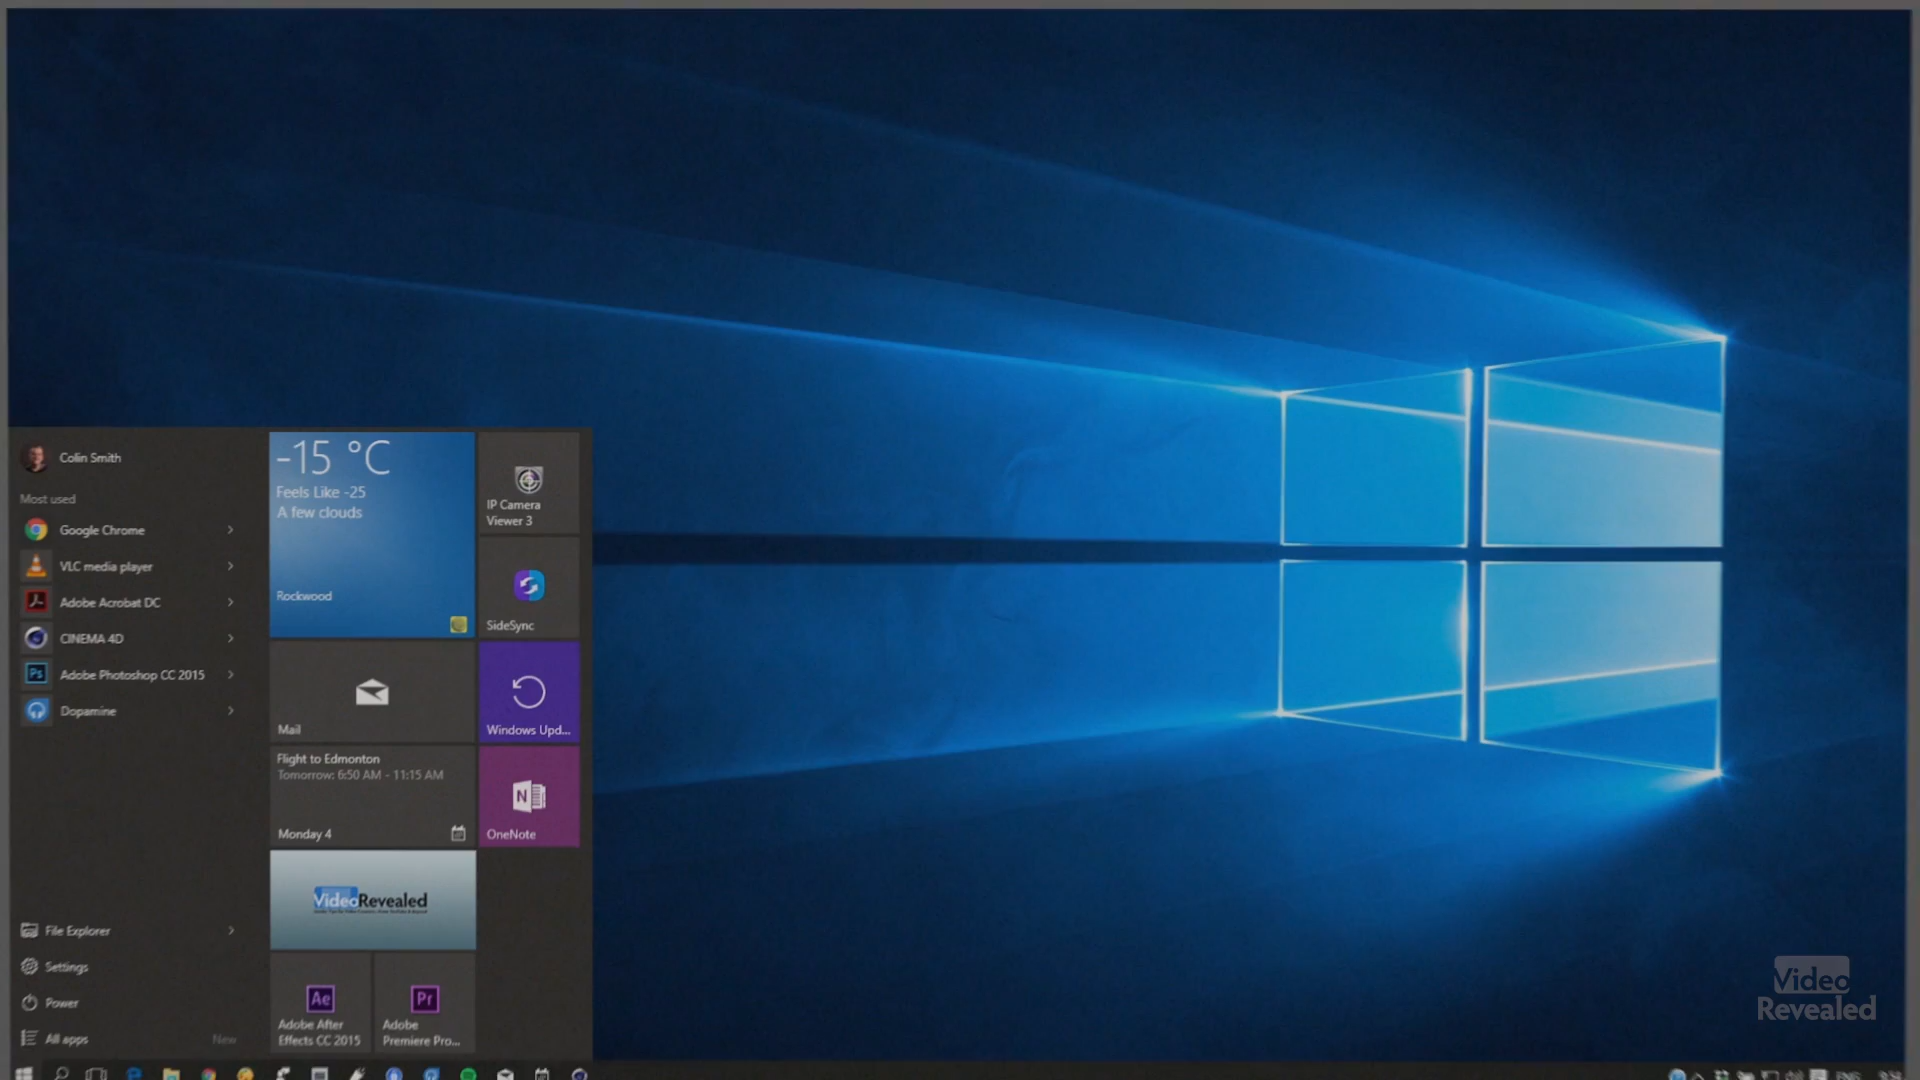 Colin Smith
Most used
Google Chrome
VLC media player
Adobe Acrobat DC
CINEMA 4D
Ps
Adobe Photoshop CC 2015
Dopamine
File Explorer
Settings
Power
All apps
New
-15 °C
Feels Like -25
A few clouds
Rockwood
IP Camera
Viewer 3
SideSync
Mail
Windows Upd...
Flight to Edmonton
Tomorrow: 6:50 AM - 11:15 AM
Monday 4
N
OneNote
VideoRevealed
Ae
Adobe After
Effects CC 2015
Pr
Adobe
Premiere Pro...
Video
Revealed